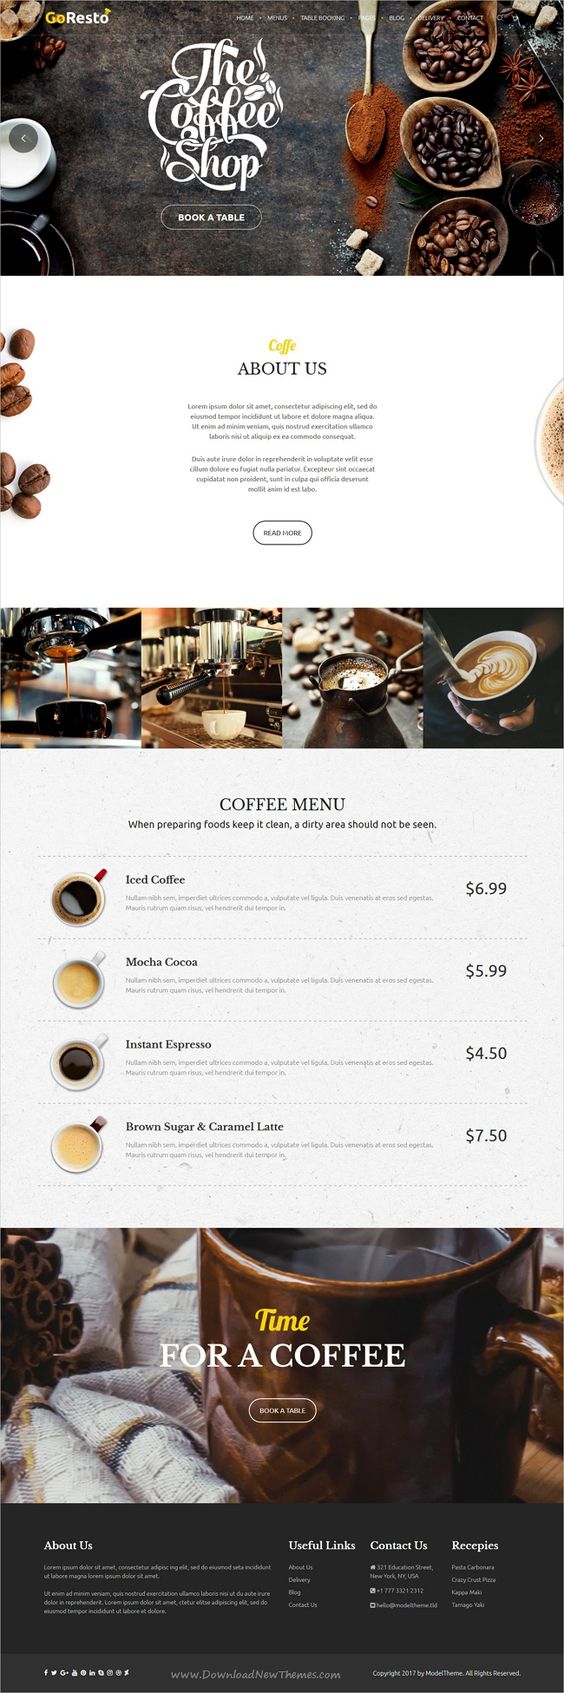 GoResto
HOME • MENUS • TABLE BOOKING • PAGES • BLOG • DELIVERY • CONTACT
The
Coffee
Shop
BOOK A TABLE
Coffe
ABOUT US
Lorem ipsum dolor sit amet, consectetur adipiscing elit, sed do
eiusmod tempor incididunt ut labore et dolore magna aliqua.
Ut enim ad minim veniam, quis nostrud exercitation ullamco
laboris nisi ut aliquip ex ea commodo consequat.
Duis aute irure dolor in reprehenderit in voluptate velit esse
cillum dolore eu fugiat nulla pariatur. Excepteur sint occaecat
cupidatat non proident, sunt in culpa qui officia deserunt
mollit anim id est labo.
READ MORE
COFFEE MENU
When preparing foods keep it clean, a dirty area should not be seen.
Iced Coffee
$6.99
Nullam nibh sem, imperdiet ultrices commodo a, vulputate vel ligula. Duis venenatis at eros sed egestas.
Mauris rutrum quam risus, vel hendrerit dui tempor in.
Mocha Cocoa
$5.99
Nullam nibh sem, imperdiet ultrices commodo a, vulputate vel ligula. Duis venenatis at eros sed egestas.
Mauris rutrum quam risus, vel hendrerit dui tempor in.
Instant Espresso
$4.50
Nullam nibh sem, imperdiet ultrices commodo a, vulputate vel ligula. Duis venenatis at eros sed egestas.
Mauris rutrum quam risus, vel hendrerit dui tempor in.
Brown Sugar & Caramel Latte
$7.50
Nullam nibh sem, imperdiet ultrices commodo a, vulputate vel ligula. Duis venenatis at eros sed egestas.
Mauris rutrum quam risus, vel hendrerit dui tempor in.
Time
FOR A COFFEE
BOOK A TABLE
About Us
Lorem ipsum dolor sit amet, consectetur adipisc ing elit, sed do eiusmod seta incididunt
ut labore et dolore ipsum dolor sit amet.
Ut enim ad minim veniam, quis nostrud exercitation ullamco laboris nisi ut aute irure
dolor in reprehenderit. Lorem ipsum dolor sit amet, ctetur elitse adipiscing elit, sed do
eiusmod tempor incididunt ut labore et dolore.
Useful Links
About Us
Delivery
Blog
Contact Us
Contact Us
321 Education Street,
New York, NY, USA
+1 777 3321 2312
hello@modeltheme.tld
Recepies
Pasta Carbonara
Crazy Crust Pizza
Kappa Maki
Tamago Yaki
www.DownloadNewThemes.com
Copyright 2017 by ModelTheme. All Rights Reserved.